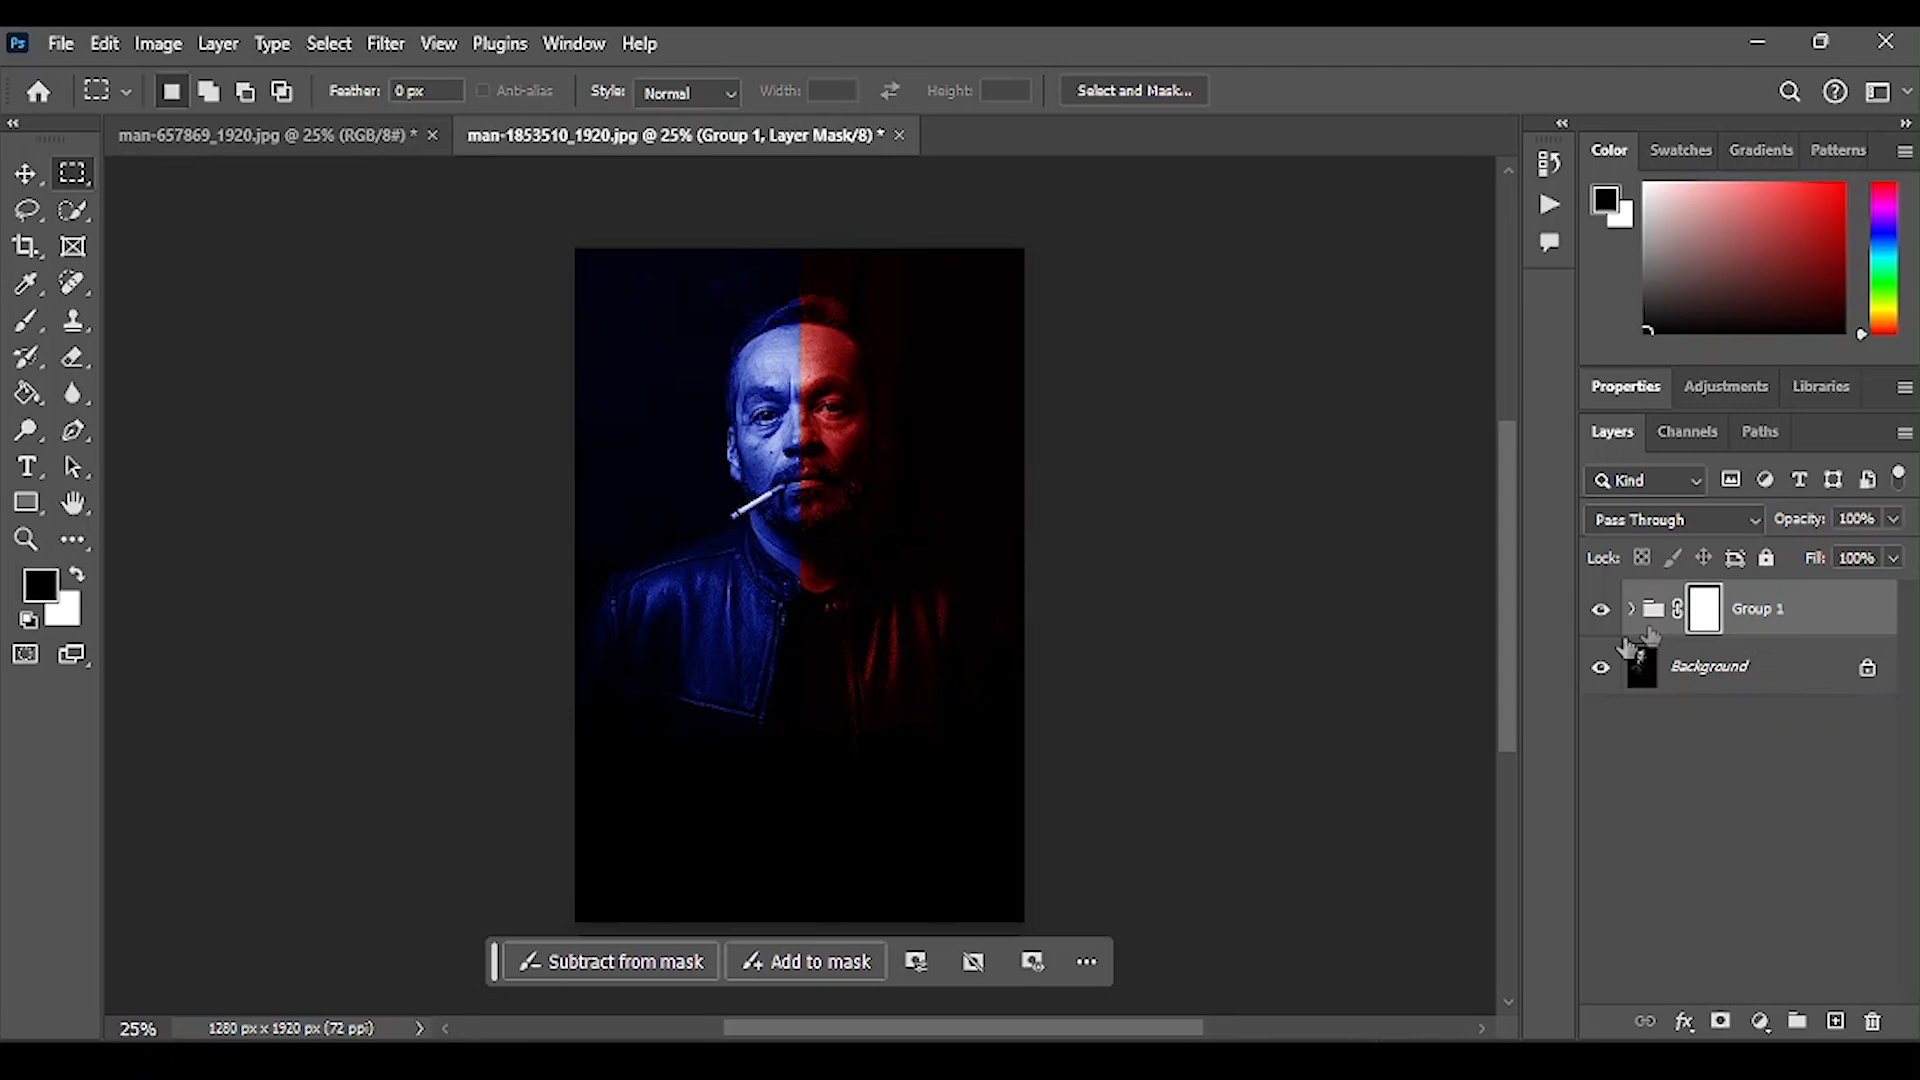 Ps File Edit Image Layer Type Select Filter View Plugins Window Help
Feather: 0 px Anti-alias Style: Normal Width: Height: Select and Mask...
man-657869_1920.jpg @ 25% (RGB/8#) * man-1853510_1920.jpg @ 25% (Group 1, Layer Mask/8) *
Color Swatches Gradients Patterns
Properties Adjustments Libraries
Layers Channels Paths
Kind
Pass Through Opacity: 100%
Lock: Fill: 100%
Group 1
Background
Subtract from mask Add to mask
25% 1280 px x 1920 px (72 ppi)
fx